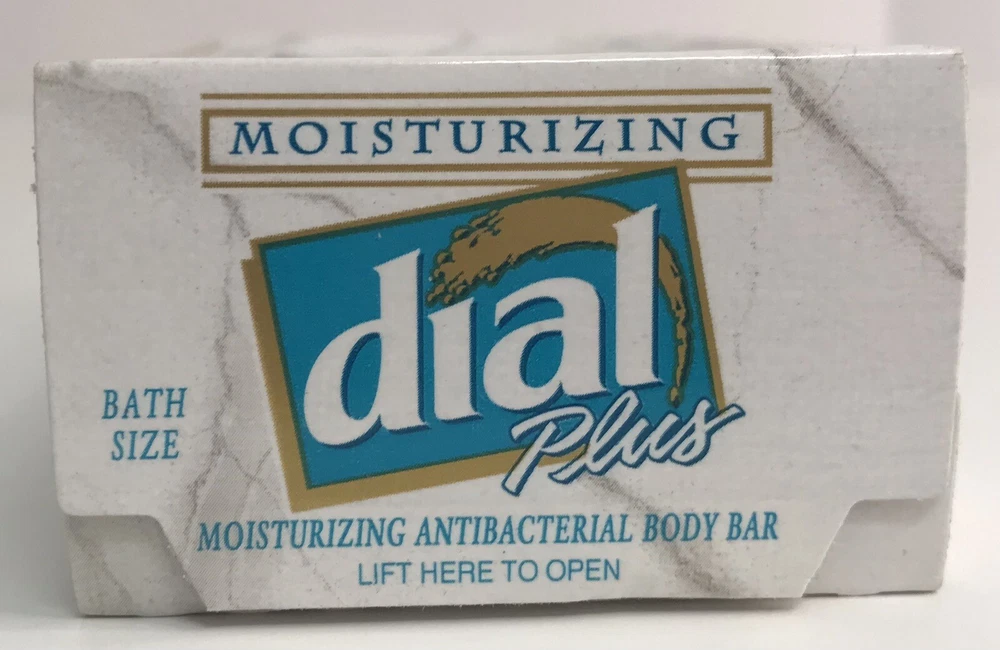 MOISTURIZING
dial
Plus
BATH
SIZE
MOISTURIZING ANTIBACTERIAL BODY BAR
LIFT HERE TO OPEN